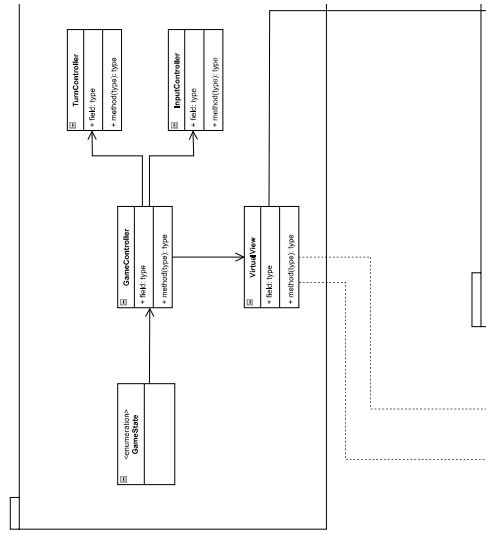 TurnController
+ field: type
+ method(type): type
<enumeration>
GameState
GameController
+ field: type
+ method(type): type
InputController
+ field: type
+ method(type): type
VirtualView
+ field: type
+ method(type): type